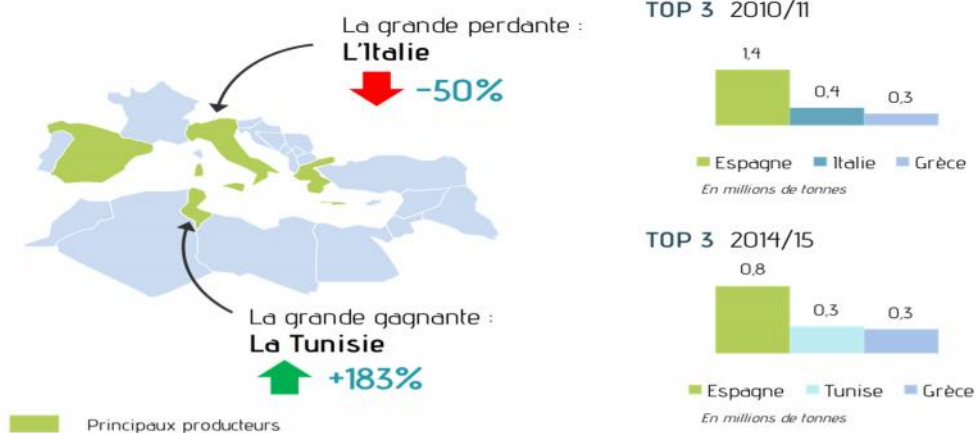 La grande perdante :
L'Italie
-50%
La grande gagnante :
La Tunisie
+183%
Principaux producteurs
TOP 3 2010/11
1,4
0,4
0,3
Espagne Italie Grèce
En millions de tonnes
TOP 3 2014/15
0,8
0,3
0,3
Espagne Tunise Grèce
En millions de tonnes